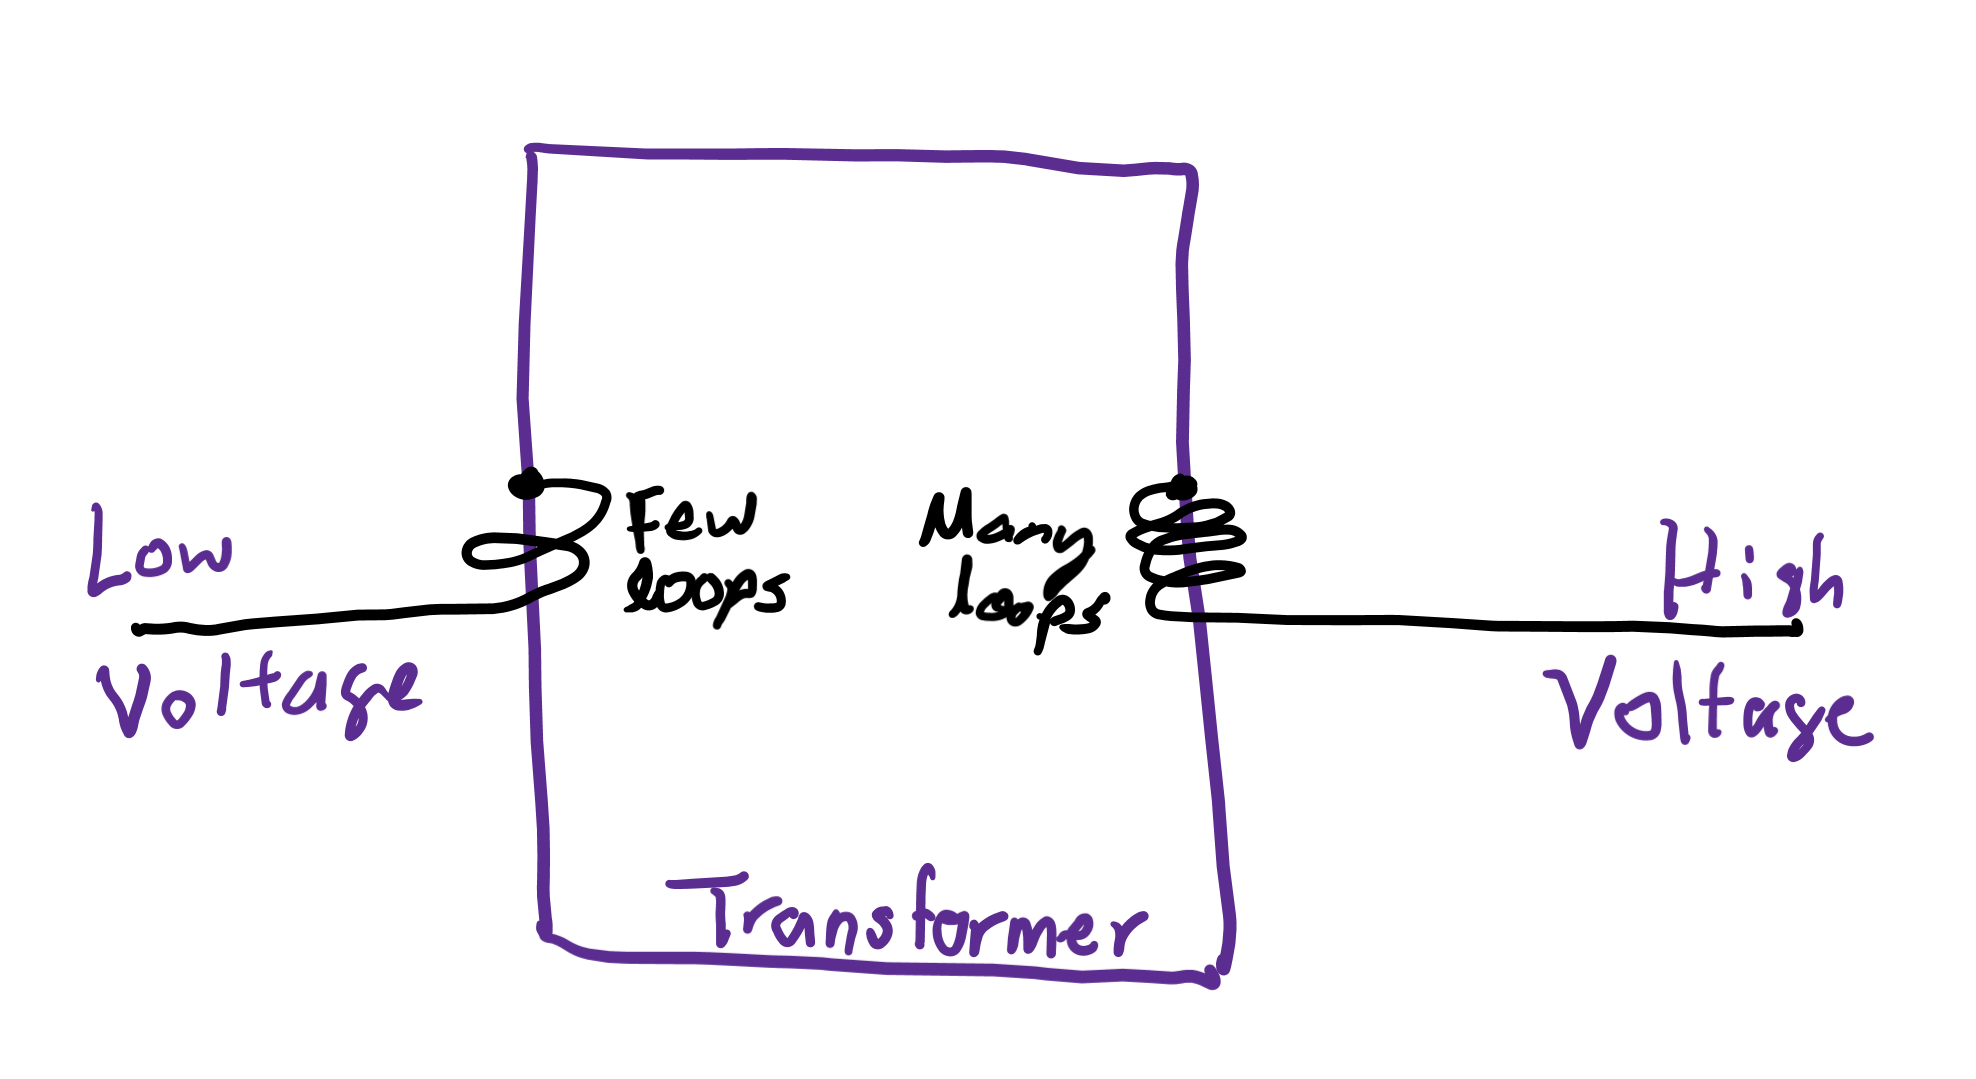 Low
Voltage
Few
loops
Many
Loops
High
Voltage
Transformer